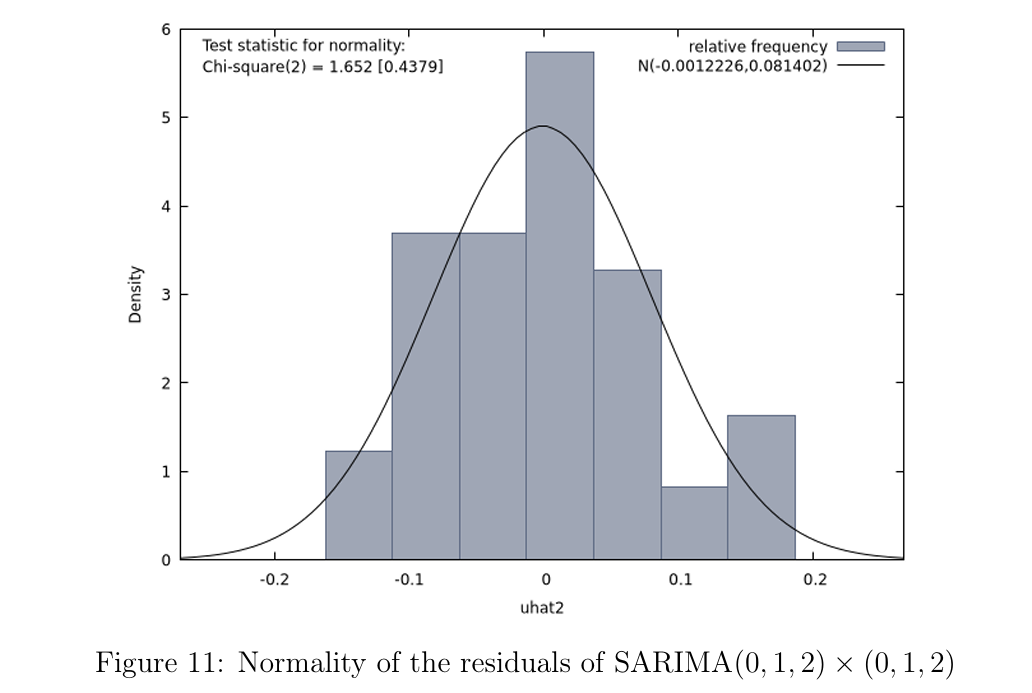 Test statistic for normality:
Chi-square(2) = 1.652 [0.4379]
relative frequency
N(-0.0012226,0.081402)
6
5
4
3
2
1
0
Density
-0.2
-0.1
0
0.1
0.2
uhat2
Figure 11: Normality of the residuals of SARIMA(0, 1, 2) × (0, 1, 2)